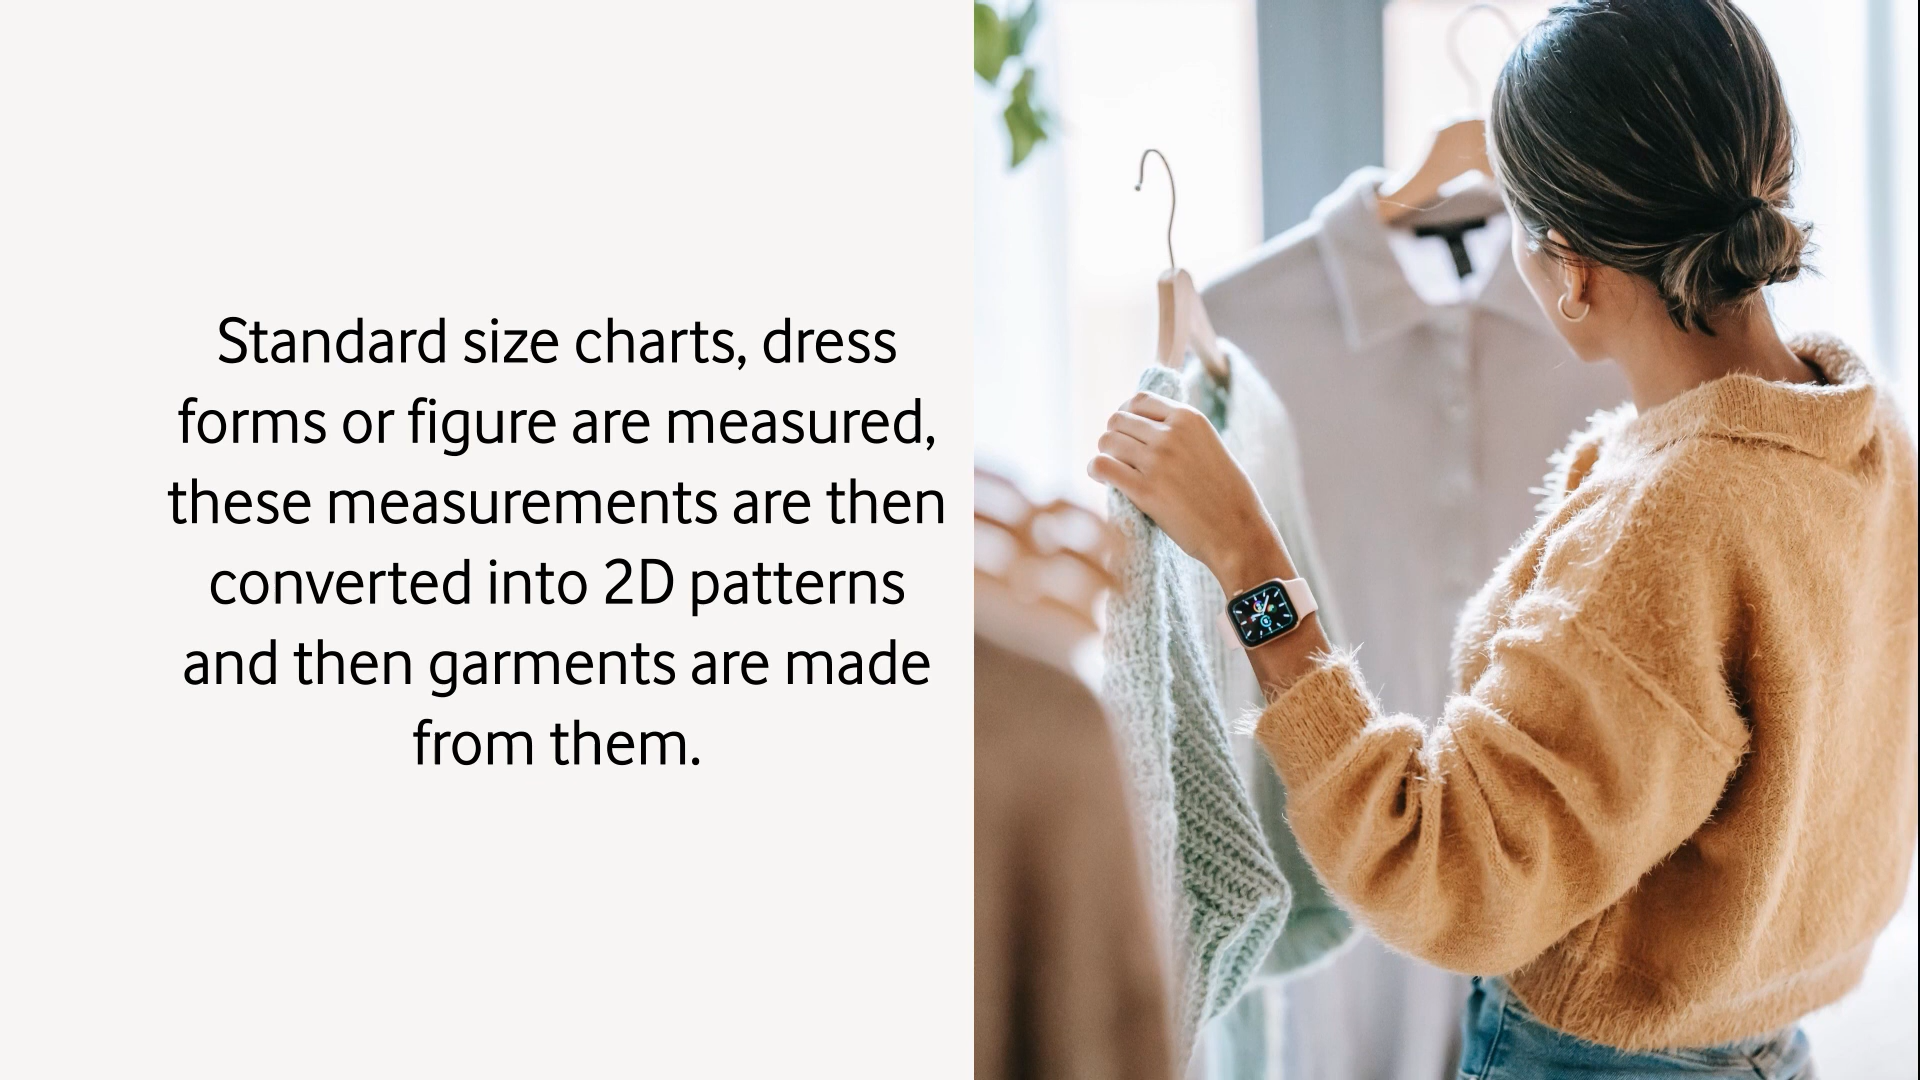 Standard size charts, dress
forms or figure are measured,
these measurements are then
converted into 2D patterns
and then garments are made
from them.